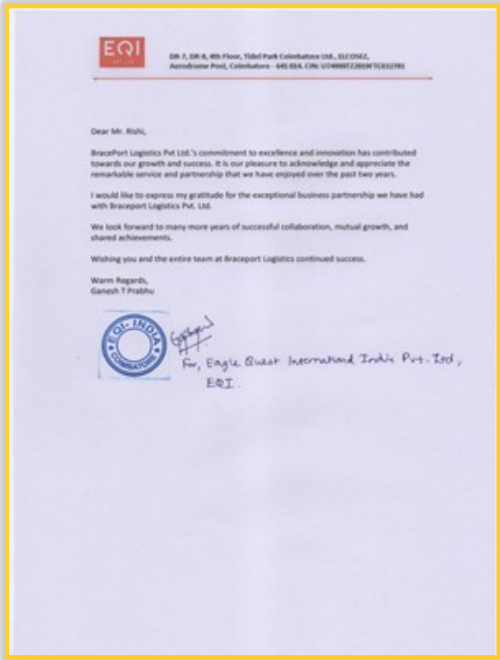 EQI
PVT LTD
DR-7, DR-8, 4th Floor, Tidel Park Coimbatore Ltd., ELCOSEZ,
Aerodrome Post, Coimbatore - 641 014. CIN:
Dear Mr. Rishi,
BracePort Logistics Pvt Ltd.'s commitment to excellence and innovation has contributed
towards our growth and success. It is our pleasure to acknowledge and appreciate the
remarkable service and partnership that we have enjoyed over the past two years.
I would like to express my gratitude for the exceptional business partnership we have had
with Braceport Logistics Pvt. Ltd.
We look forward to many more years of successful collaboration, mutual growth, and
shared achievements.
Wishing you and the entire team at Braceport Logistics continued success.
Warm Regards,
Ganesh T Prabhu
EQI - INDIA
COIMBATORE
For, Eagle Quest International India Pvt. Ltd,
EQI.